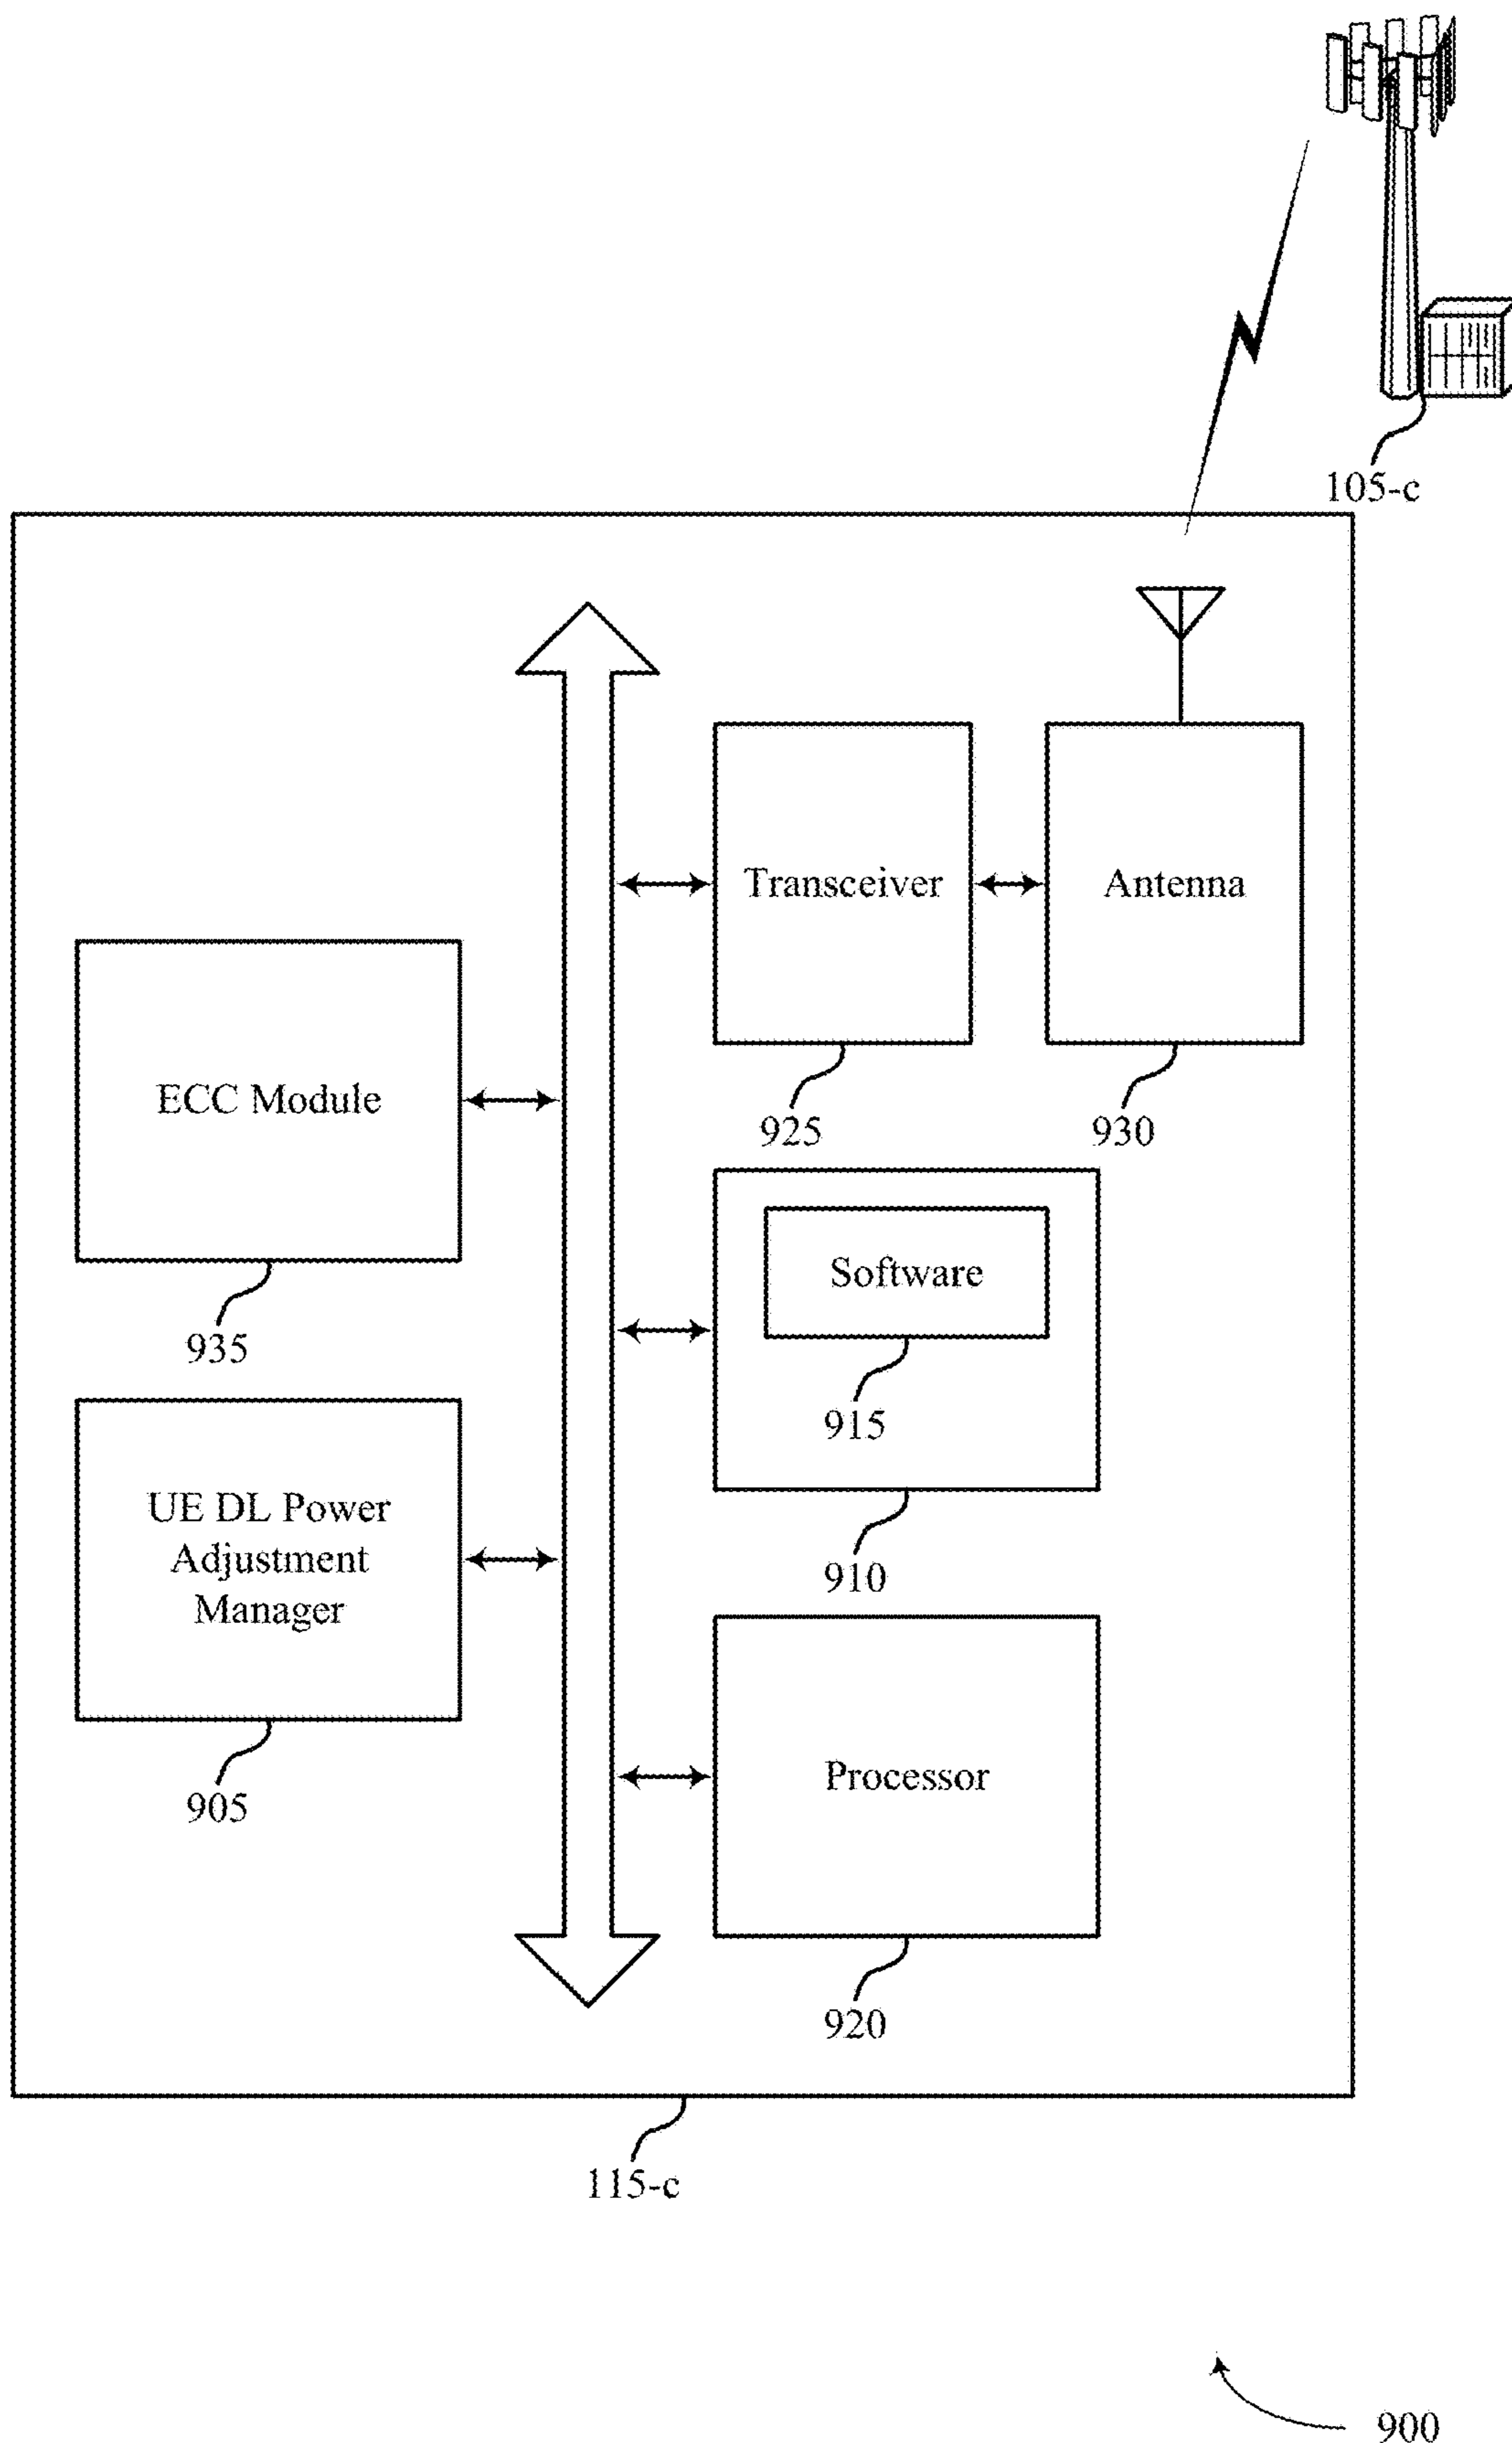 105-c
Transceiver
Antenna
925
930
ECC Module
935
Software
915
910
UE DL Power
Adjustment
Manager
905
Processor
920
115-c
900